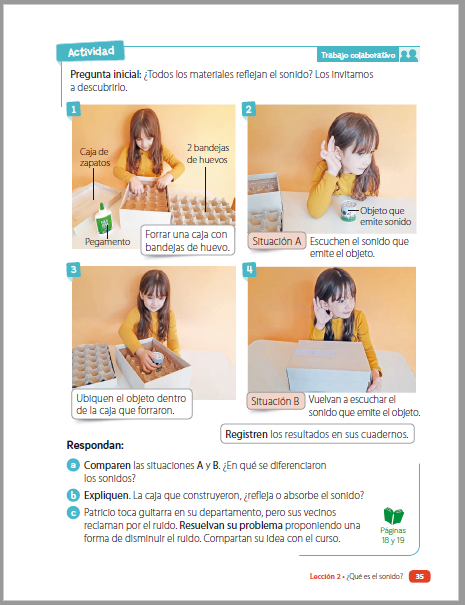 Actividad
Trabajo colaborativo
Pregunta inicial: ¿Todos los materiales reflejan el sonido? Los invitamos
a descubrirlo.
1
Caja de
zapatos
2 bandejas
de huevos
Pegamento
Forrar una caja con
bandejas de huevo.
2
Objeto que
emite sonido
Situación A
Escuchen el sonido que
emite el objeto.
3
Ubiquen el objeto dentro
de la caja que forraron.
4
Situación B
Vuelvan a escuchar el
sonido que emite el objeto.
Registren los resultados en sus cuadernos.
Respondan:
a Comparen las situaciones A y B. ¿En qué se diferenciaron
los sonidos?
b Expliquen. La caja que construyeron, ¿refleja o absorbe el sonido?
c Patricio toca guitarra en su departamento, pero sus vecinos
reclaman por el ruido. Resuelvan su problema proponiendo una
forma de disminuir el ruido. Compartan su idea con el curso.
Páginas
18 y 19
Lección 2 • ¿Qué es el sonido? 35